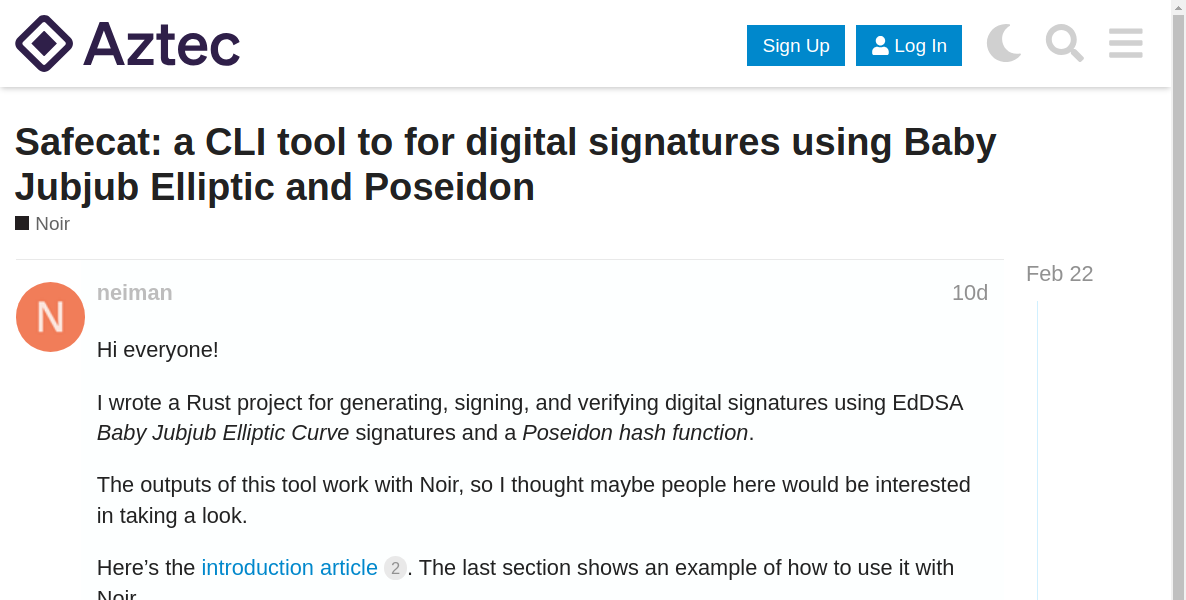 Aztec
Sign Up
Log In
Safecat: a CLI tool to for digital signatures using Baby
Jubjub Elliptic and Poseidon
Noir
Feb 22
N
neiman
10d
Hi everyone!
I wrote a Rust project for generating, signing, and verifying digital signatures using EdDSA
Baby Jubjub Elliptic Curve signatures and a Poseidon hash function.
The outputs of this tool work with Noir, so I thought maybe people here would be interested
in taking a look.
Here’s the introduction article 2. The last section shows an example of how to use it with
Noir